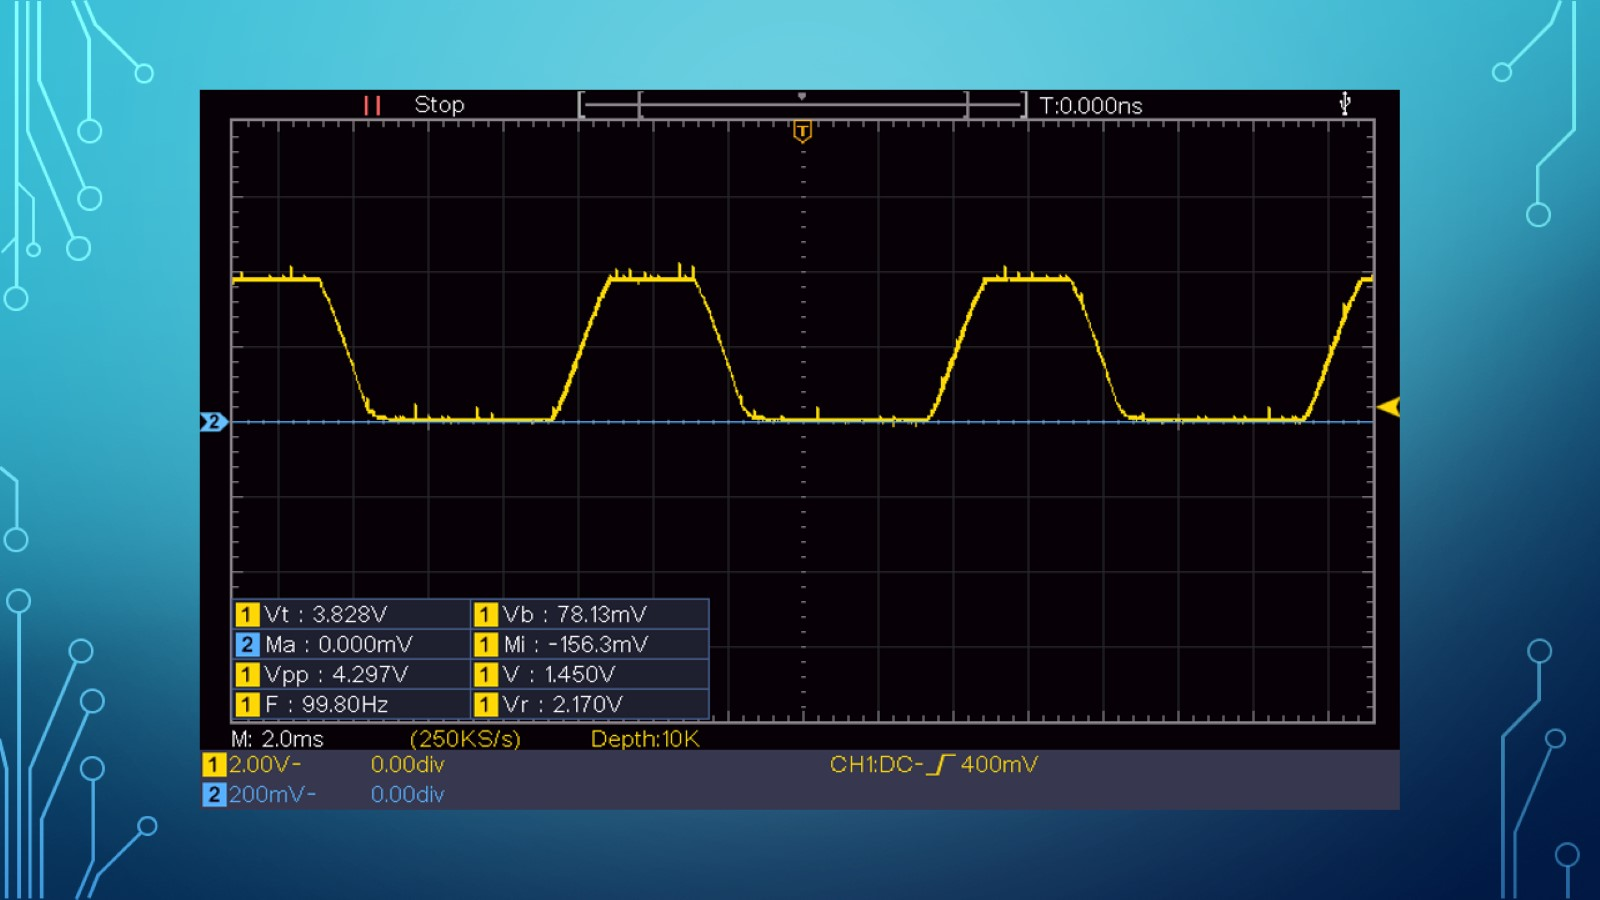 Stop T:0.000ns
T
2
1 Vt : 3.828V 1 Vb : 78.13mV
2 Ma : 0.000mV 1 Mi : -156.3mV
1 Vpp : 4.297V 1 V : 1.450V
1 F : 99.80Hz 1 Vr : 2.170V
M: 2.0ms (250KS/s) Depth:10K
1 2.00V- 0.00div CH1:DC- 400mV
2 200mV- 0.00div